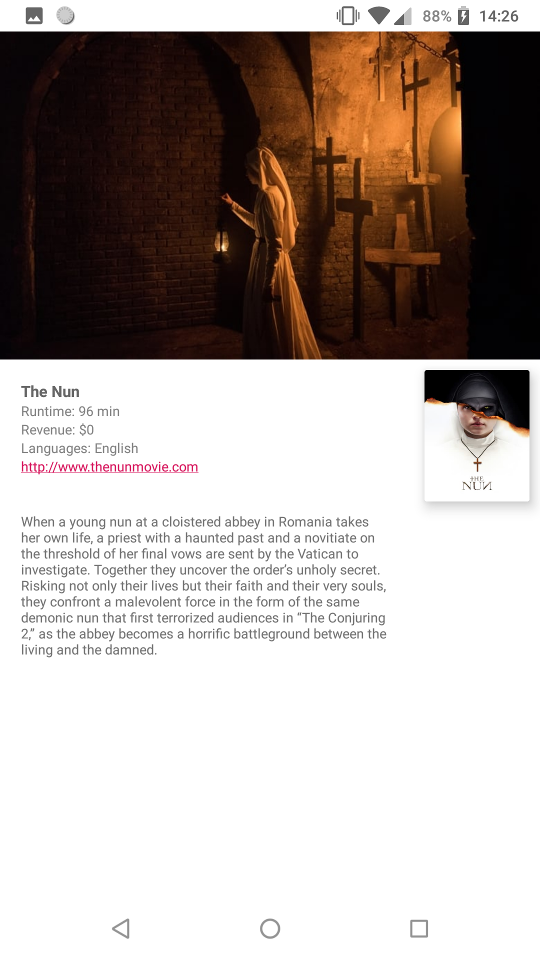 88% 14:26
The Nun
Runtime: 96 min
Revenue: $0
Languages: English
http://www.thenunmovie.com
THE
NUN
When a young nun at a cloistered abbey in Romania takes
her own life, a priest with a haunted past and a novitiate on
the threshold of her final vows are sent by the Vatican to
investigate. Together they uncover the order’s unholy secret.
Risking not only their lives but their faith and their very souls,
they confront a malevolent force in the form of the same
demonic nun that first terrorized audiences in “The Conjuring
2,” as the abbey becomes a horrific battleground between the
living and the damned.